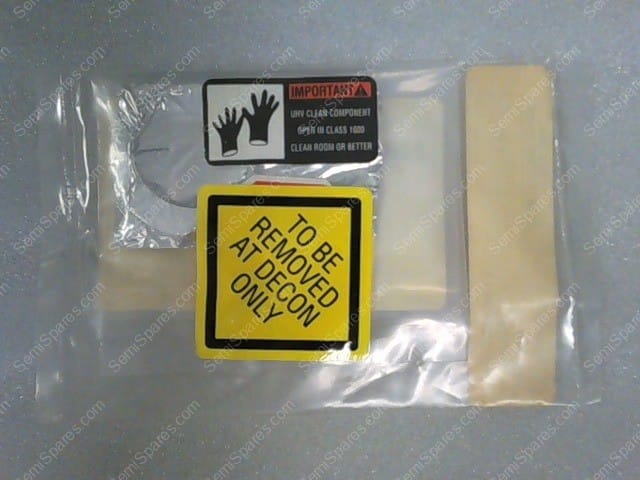 IMPORTANT
UHV CLEAN COMPONENT
OPEN IN CLASS 1000
CLEAN ROOM OR BETTER
TO BE
REMOVED
AT DECON
ONLY
SemiSpares.com